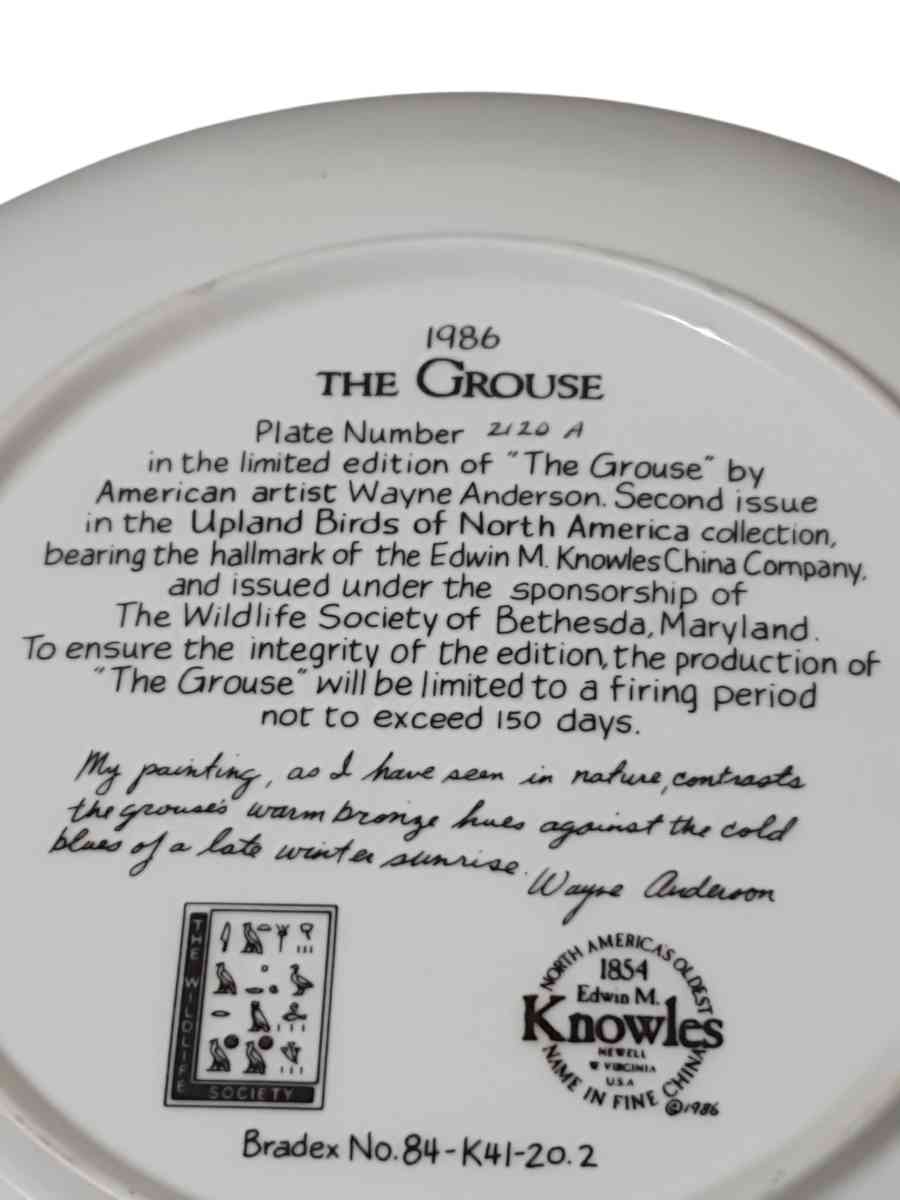 1986
THE GROUSE
Plate Number 2120 A
in the limited edition of "The Grouse" by
American artist Wayne Anderson. Second issue
in the Upland Birds of North America collection,
bearing the hallmark of the Edwin M. Knowles China Company,
and issued under the sponsorship of
The Wildlife Society of Bethesda, Maryland.
To ensure the integrity of the edition, the production of
"The Grouse" will be limited to a firing period
not to exceed 150 days.
My painting, as I have seen in nature, contrasts
the grouse's warm bronze hues against the cold
blues of a late winter sunrise.
Wayne Anderson
THE WILDLIFE
SOCIETY
NORTH AMERICA'S OLDEST
1854
Edwin M.
Knowles
NEWELL
W VIRGINIA
U.S.A
NAME IN FINE CHINA
©1986
Bradex No. 84-K41-20.2